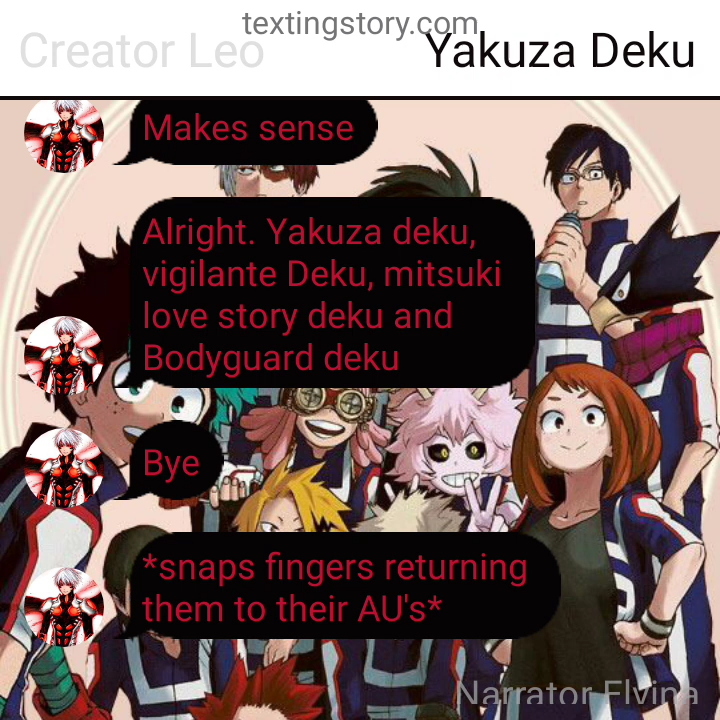 textingstory.com
Creator Leo
Yakuza Deku
Makes sense
Alright. Yakuza deku,
vigilante Deku, mitsuki
love story deku and
Bodyguard deku
Bye
*snaps fingers returning
them to their AU's*
Narrator Elvina